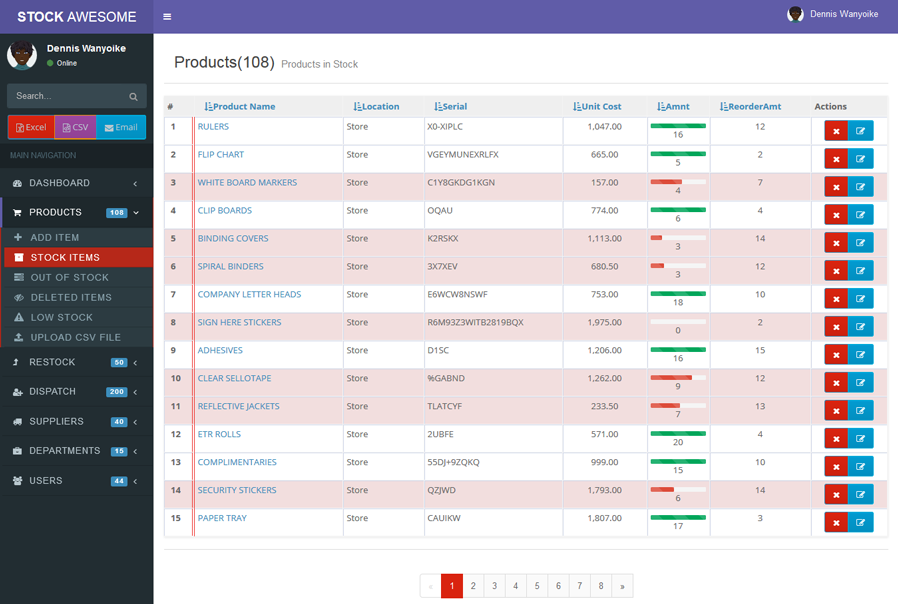 STOCK AWESOME
Dennis Wanyoike
Dennis Wanyoike
Online
Search...
Excel CSV Email
MAIN NAVIGATION
DASHBOARD
PRODUCTS 108
ADD ITEM
STOCK ITEMS
OUT OF STOCK
DELETED ITEMS
LOW STOCK
UPLOAD CSV FILE
RESTOCK 50
DISPATCH 200
SUPPLIERS 40
DEPARTMENTS 15
USERS 44
Products(108) Products in Stock
# Product Name Location Serial Unit Cost Amnt ReorderAmt Actions
1 RULERS Store X0-XIPLC 1,047.00 16 12
2 FLIP CHART Store VGEYMUNEXRLFX 665.00 5 2
3 WHITE BOARD MARKERS Store C1Y8GKDG1KGN 157.00 4 7
4 CLIP BOARDS Store OQAU 774.00 6 4
5 BINDING COVERS Store K2RSKX 1,113.00 3 14
6 SPIRAL BINDERS Store 3X7XEV 680.50 3 12
7 COMPANY LETTER HEADS Store E6WCW8NSWF 753.00 18 10
8 SIGN HERE STICKERS Store R6M93Z3WITB2819BQX 1,975.00 0 2
9 ADHESIVES Store D1SC 1,206.00 16 15
10 CLEAR SELLOTAPE Store %GABND 1,262.00 9 12
11 REFLECTIVE JACKETS Store TLATCYF 233.50 7 13
12 ETR ROLLS Store 2UBFE 571.00 20 4
13 COMPLIMENTARIES Store 55DJ+9ZQKQ 999.00 15 10
14 SECURITY STICKERS Store QZJWD 1,793.00 6 14
15 PAPER TRAY Store CAUIKW 1,807.00 17 3
« 1 2 3 4 5 6 7 8 »